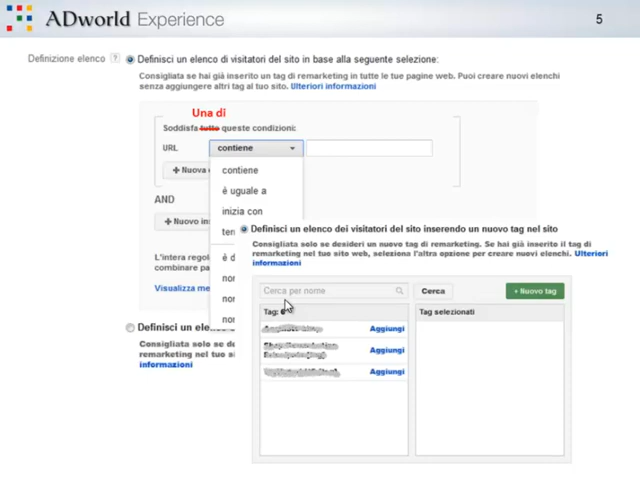 ADworld Experience
5
Definizione elenco ? Definisci un elenco di visitatori del sito in base alla seguente selezione:
Consigliata se hai già inserito un tag di remarketing in tutte le tue pagine web. Puoi creare nuovi elenchi
senza aggiungere altri tag al tuo sito. Ulteriori informazioni
Una di
Soddisfa tutte queste condizioni:
URL contiene
+ Nuova
contiene
è uguale a
AND
inizia con
+ Nuovo
Definisci un elenco dei visitatori del sito inserendo un nuovo tag nel sito
Consigliata solo se desideri un nuovo tag di remarketing. Se hai già inserito il tag di
remarketing nel tuo sito web, seleziona l'altra opzione per creare nuovi elenchi. Ulteriori
informazioni
L'intera regol
combinare pa
Visualizza me
Cerca per nome
Cerca
+ Nuovo tag
Tag:
Tag selezionati
Aggiungi
Aggiungi
Aggiungi
Definisci un
Consigliata solo se de
remarketing nel tuo si
informazioni